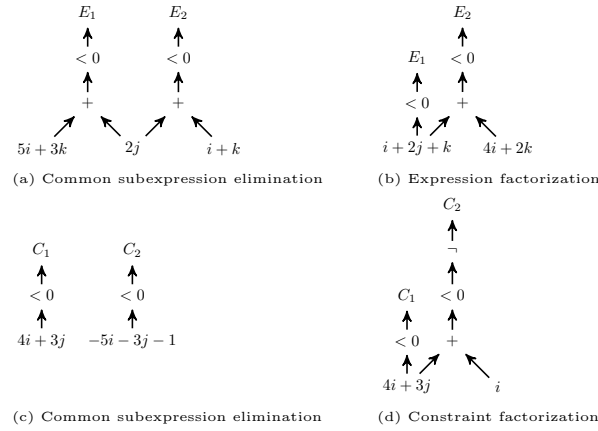 E₁ E₂
< 0 < 0
+ +
5i + 3k 2j i + k
(a) Common subexpression elimination
E₂
E₁ < 0
< 0 +
i + 2j + k 4i + 2k
(b) Expression factorization
C₁ C₂
< 0 < 0
4i + 3j −5i − 3j − 1
(c) Common subexpression elimination
C₂
¬
C₁ < 0
< 0 +
4i + 3j i
(d) Constraint factorization